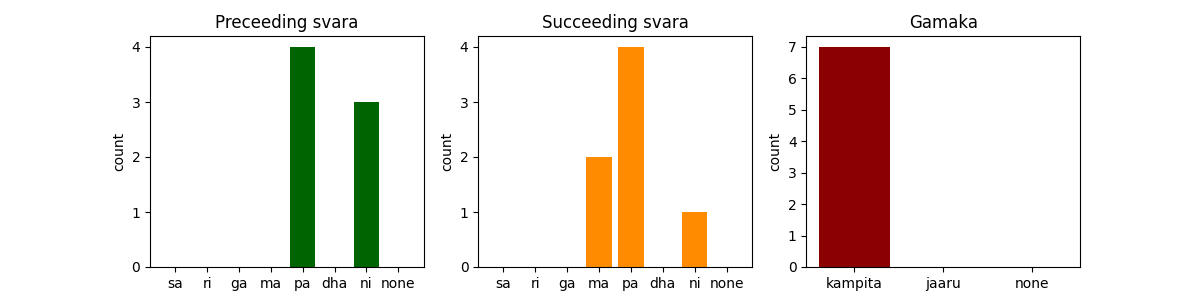 Preceeding svara
count
4
3
2
1
0
sa ri ga ma pa dha ni none
Succeeding svara
count
4
3
2
1
0
sa ri ga ma pa dha ni none
Gamaka
count
7
6
5
4
3
2
1
0
kampita jaaru none